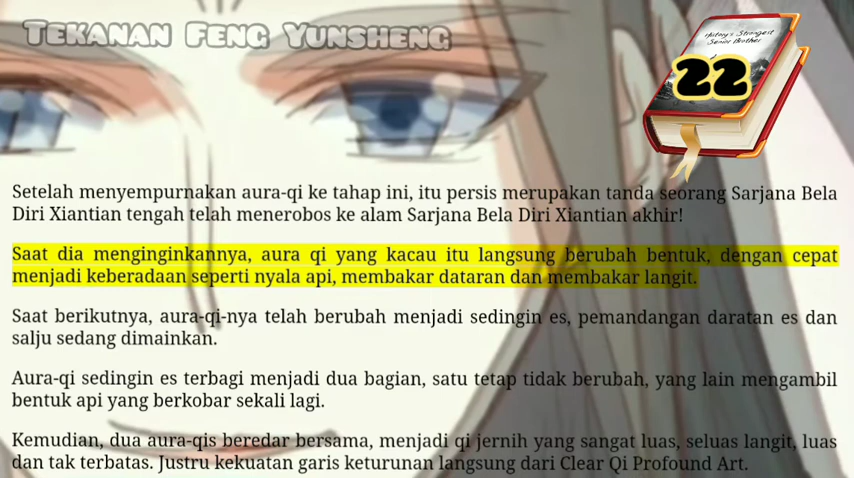 TEKANAN FENG YUNSHENG
History's Strongest
Senior Brother
22
Setelah menyempurnakan aura-qi ke tahap ini, itu persis merupakan tanda seorang Sarjana Bela
Diri Xiantian tengah telah menerobos ke alam Sarjana Bela Diri Xiantian akhir!
Saat dia menginginkannya, aura qi yang kacau itu langsung berubah bentuk, dengan cepat
menjadi keberadaan seperti nyala api, membakar dataran dan membakar langit.
Saat berikutnya, aura-qi-nya telah berubah menjadi sedingin es, pemandangan daratan es dan
salju sedang dimainkan.
Aura-qi sedingin es terbagi menjadi dua bagian, satu tetap tidak berubah, yang lain mengambil
bentuk api yang berkobar sekali lagi.
Kemudian, dua aura-qis beredar bersama, menjadi qi jernih yang sangat luas, seluas langit, luas
dan tak terbatas. Justru kekuatan garis keturunan langsung dari Clear Qi Profound Art.